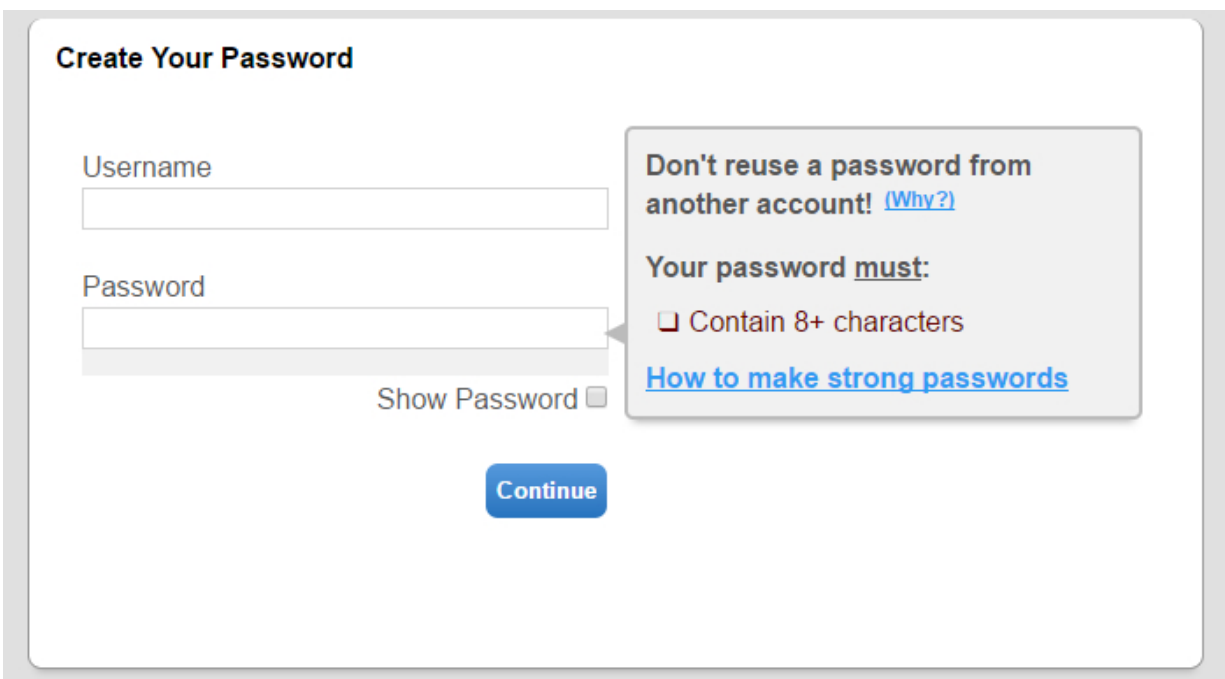 Create Your Password
Username
Password
Show Password
Continue
Don't reuse a password from
another account! (Why?)
Your password must:
Contain 8+ characters
How to make strong passwords